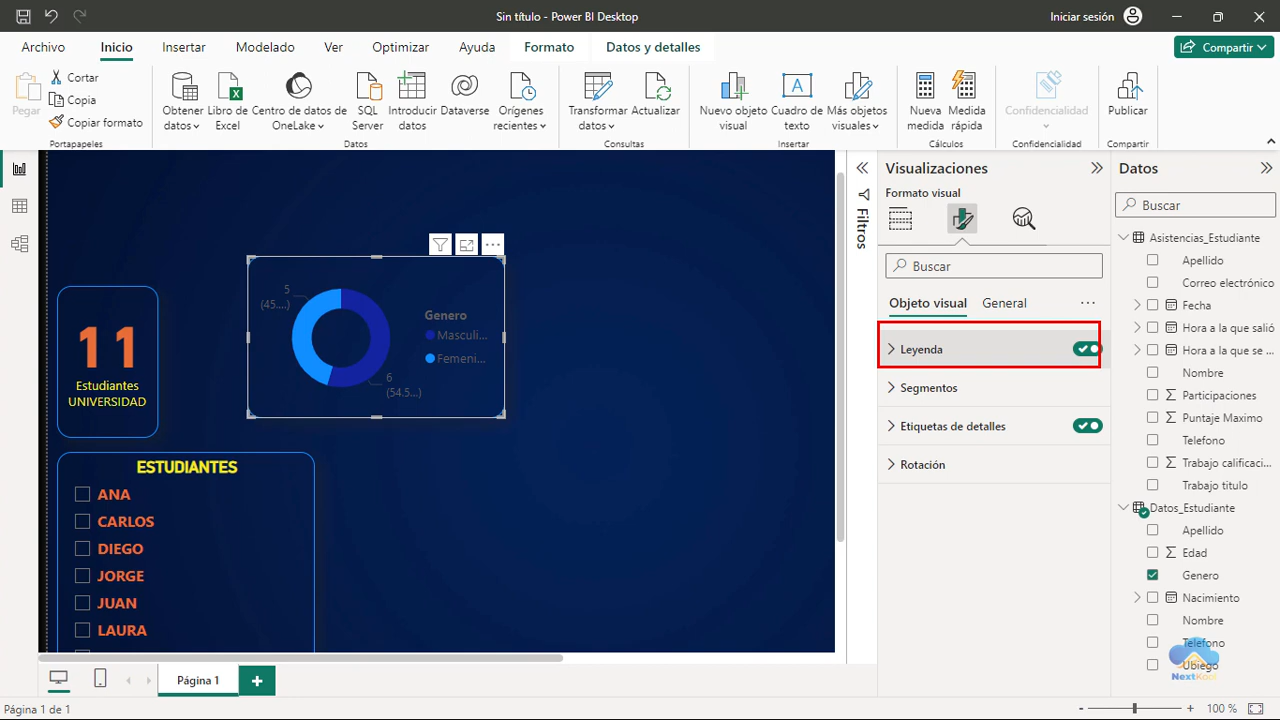 Sin título - Power BI Desktop
Iniciar sesión
Archivo
Inicio
Insertar
Modelado
Ver
Optimizar
Ayuda
Formato
Datos y detalles
Compartir
Pegar
Cortar
Copia
Copiar formato
Portapapeles
Obtener
datos
Libro de
Excel
Centro de datos de
OneLake
SQL
Server
Introducir
datos
Dataverse
Orígenes
recientes
Datos
Transformar
datos
Actualizar
Consultas
Nuevo objeto
visual
Cuadro de
texto
Más objetos
visuales
Insertar
Nueva
medida
Medida
rápida
Cálculos
Confidencialidad
Confidencialidad
Publicar
Compartir
11
Estudiantes
UNIVERSIDAD
5
(45....)
6
(54.5...)
Genero
Masculi...
Femeni...
ESTUDIANTES
ANA
CARLOS
DIEGO
JORGE
JUAN
LAURA
Filtros
Visualizaciones
Formato visual
Buscar
Objeto visual
General
Leyenda
Segmentos
Etiquetas de detalles
Rotación
Datos
Buscar
Asistencias_Estudiante
Apellido
Correo electrónico
Fecha
Hora a la que salió
Hora a la que se ...
Nombre
Participaciones
Puntaje Maximo
Telefono
Trabajo calificaci...
Trabajo titulo
Datos_Estudiante
Apellido
Edad
Genero
Nacimiento
Nombre
Telefono
Ubiego
NextKool
Página 1
Página 1 de 1
100 %